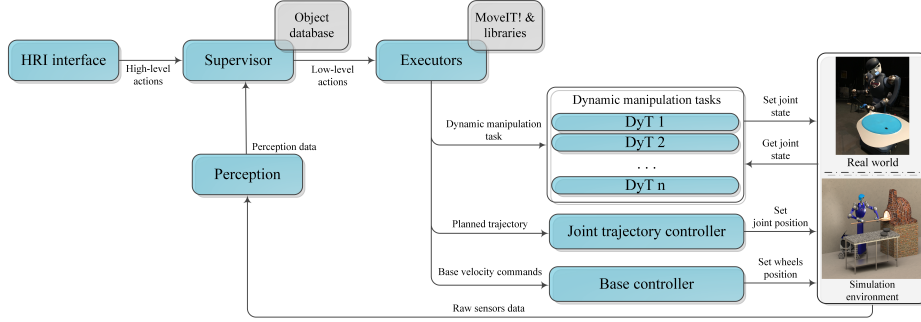 Object
database
MoveIT! &
libraries
HRI interface
High-level
actions
Supervisor
Low-level
actions
Executors
Dynamic manipulation
task
Dynamic manipulation tasks
DyT 1
DyT 2
. . .
DyT n
Set joint
state
Get joint
state
Real world
Perception data
Perception
Planned trajectory
Joint trajectory controller
Set
joint position
Base velocity commands
Base controller
Set wheels
position
Simulation
environment
Raw sensors data